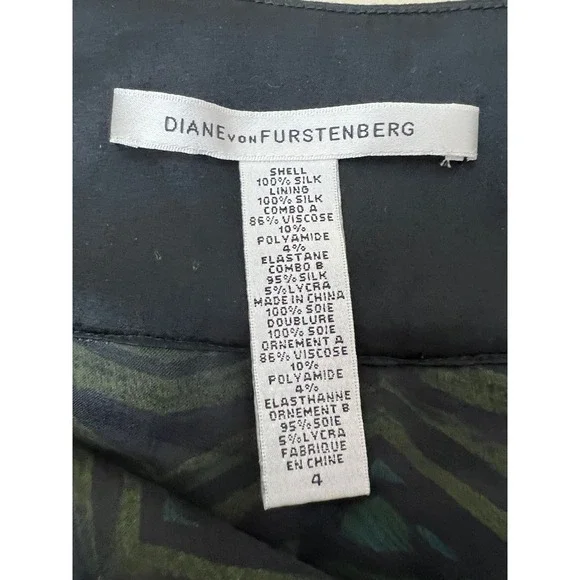 DIANE VON FURSTENBERG
SHELL
100% SILK
LINING
100% SILK
COMBO A
86% VISCOSE
10%
POLYAMIDE
4%
ELASTANE
COMBO B
95% SILK
5% LYCRA
MADE IN CHINA
100% SOIE
DOUBLURE
100% SOIE
ORNEMENT A
86% VISCOSE
10%
POLYAMIDE
4%
ELASTHANNE
ORNEMENT B
95% SOIE
5% LYCRA
FABRIQUE
EN CHINE
4